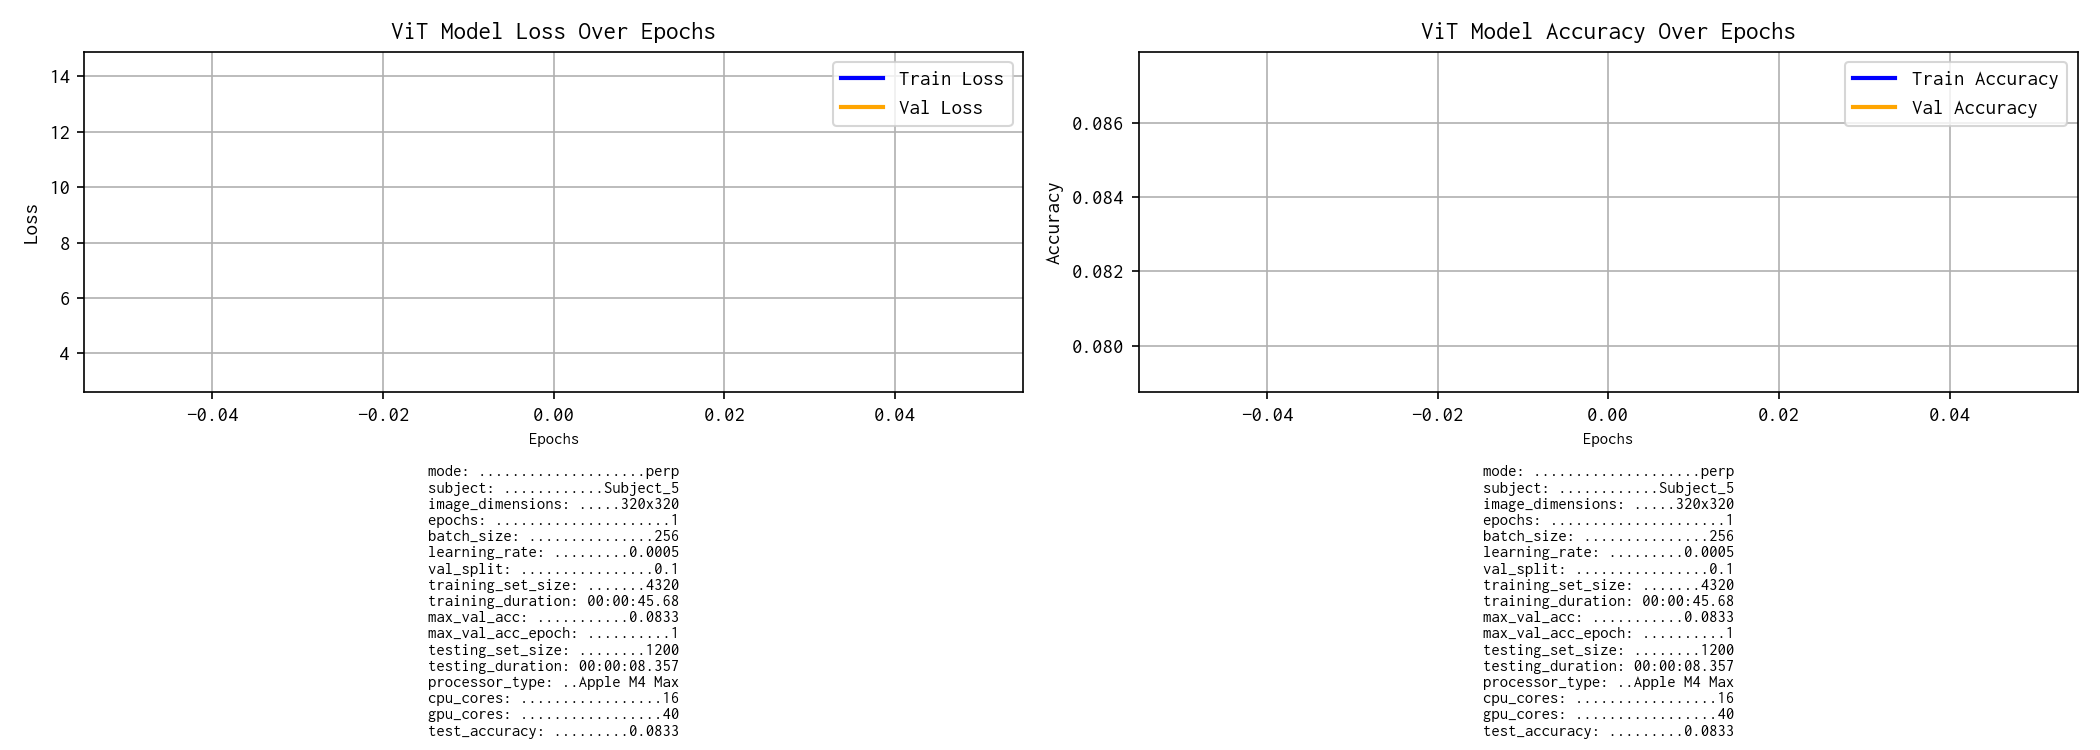 ViT Model Loss Over Epochs
Train Loss
Val Loss
Loss
14
12
10
8
6
4
−0.04
−0.02
0.00
0.02
0.04
Epochs
mode: ....................perp
subject: ............Subject_5
image_dimensions: .....320x320
epochs: .....................1
batch_size: ...............256
learning_rate: .........0.0005
val_split: ................0.1
training_set_size: .......4320
training_duration: 00:00:45.68
max_val_acc: ...........0.0833
max_val_acc_epoch: ..........1
testing_set_size: ........1200
testing_duration: 00:00:08.357
processor_type: ..Apple M4 Max
cpu_cores: .................16
gpu_cores: .................40
test_accuracy: .........0.0833
ViT Model Accuracy Over Epochs
Train Accuracy
Val Accuracy
Accuracy
0.086
0.084
0.082
0.080
−0.04
−0.02
0.00
0.02
0.04
Epochs
mode: ....................perp
subject: ............Subject_5
image_dimensions: .....320x320
epochs: .....................1
batch_size: ...............256
learning_rate: .........0.0005
val_split: ................0.1
training_set_size: .......4320
training_duration: 00:00:45.68
max_val_acc: ...........0.0833
max_val_acc_epoch: ..........1
testing_set_size: ........1200
testing_duration: 00:00:08.357
processor_type: ..Apple M4 Max
cpu_cores: .................16
gpu_cores: .................40
test_accuracy: .........0.0833